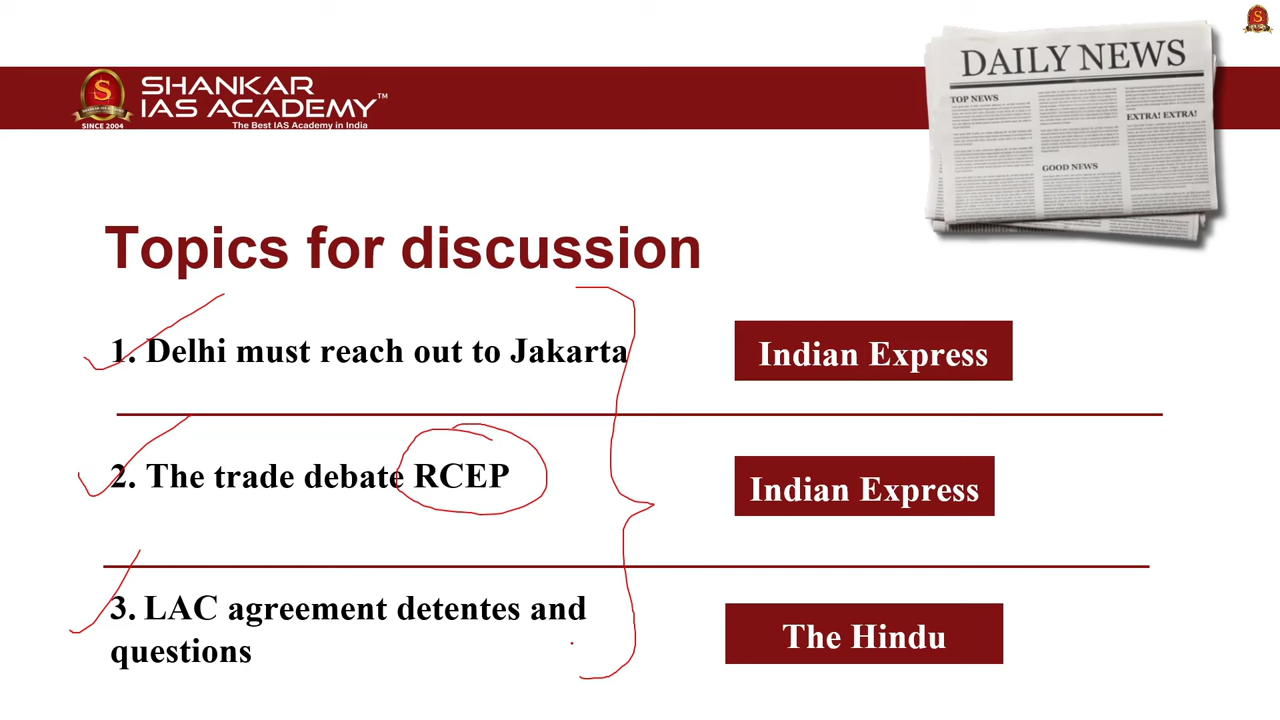 DAILY NEWS
TOP NEWS
EXTRA! EXTRA!
GOOD NEWS
SHANKAR
IAS ACADEMY™
The Best IAS Academy in India
SINCE 2004
Topics for discussion
1. Delhi must reach out to Jakarta
Indian Express
2. The trade debate RCEP
Indian Express
3. LAC agreement detentes and
questions
The Hindu